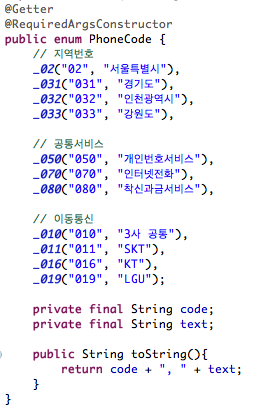 @Getter
@RequiredArgsConstructor
public enum PhoneCode {
// 지역번호
_02("02", "서울특별시"),
_031("031", "경기도"),
_032("032", "인천광역시"),
_033("033", "강원도"),
// 공통서비스
_050("050", "개인번호서비스"),
_070("070", "인터넷전화"),
_080("080", "착신과금서비스"),
// 이동통신
_010("010", "3사 공통"),
_011("011", "SKT"),
_016("016", "KT"),
_019("019", "LGU");
private final String code;
private final String text;
public String toString(){
return code + ", " + text;
}
}